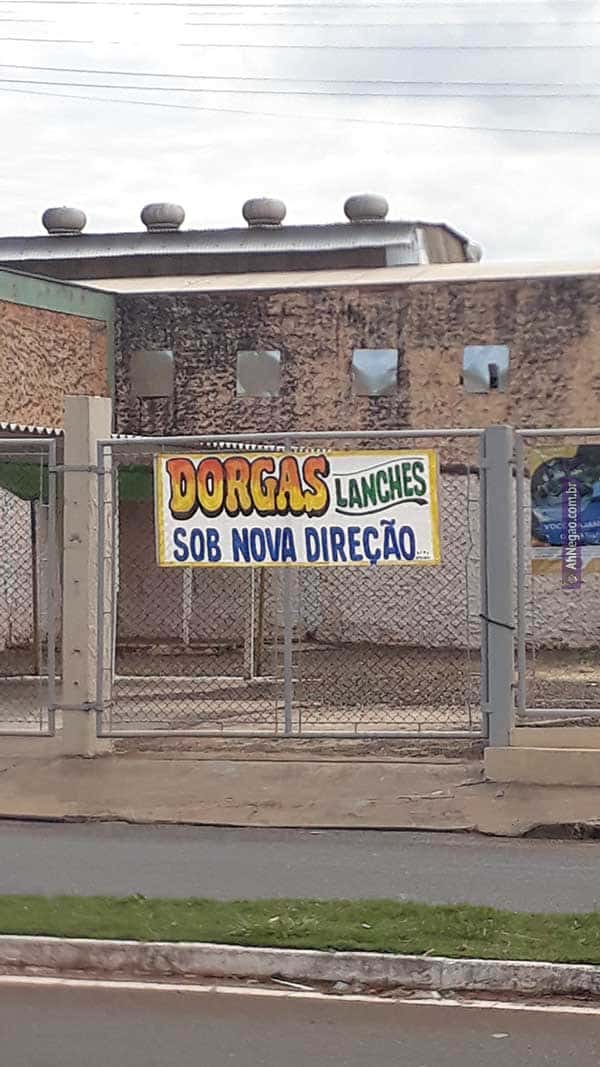 DORGAS LANCHES
SOB NOVA DIREÇÃO
© AhNegao.com.br